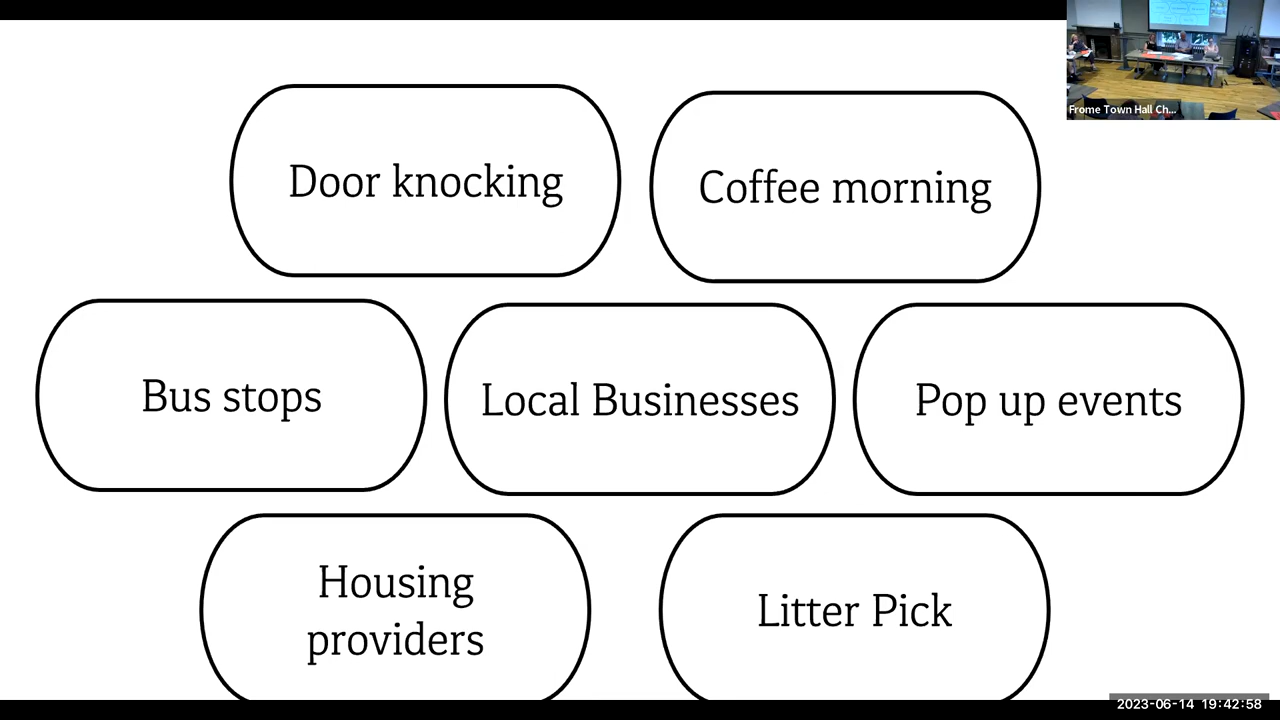 Frome Town Hall Ch...
Door knocking
Coffee morning
Bus stops
Local Businesses
Pop up events
Housing
providers
Litter Pick
2023-06-14 19:42:58